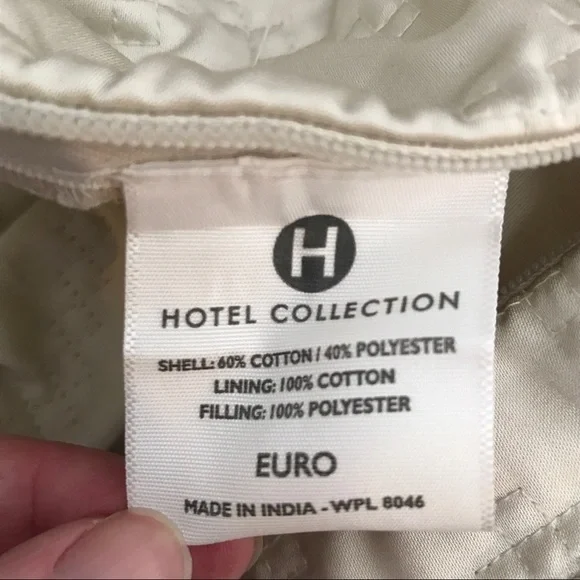 H
HOTEL COLLECTION
SHELL: 60% COTTON / 40% POLYESTER
LINING: 100% COTTON
FILLING: 100% POLYESTER
EURO
MADE IN INDIA - WPL 8046